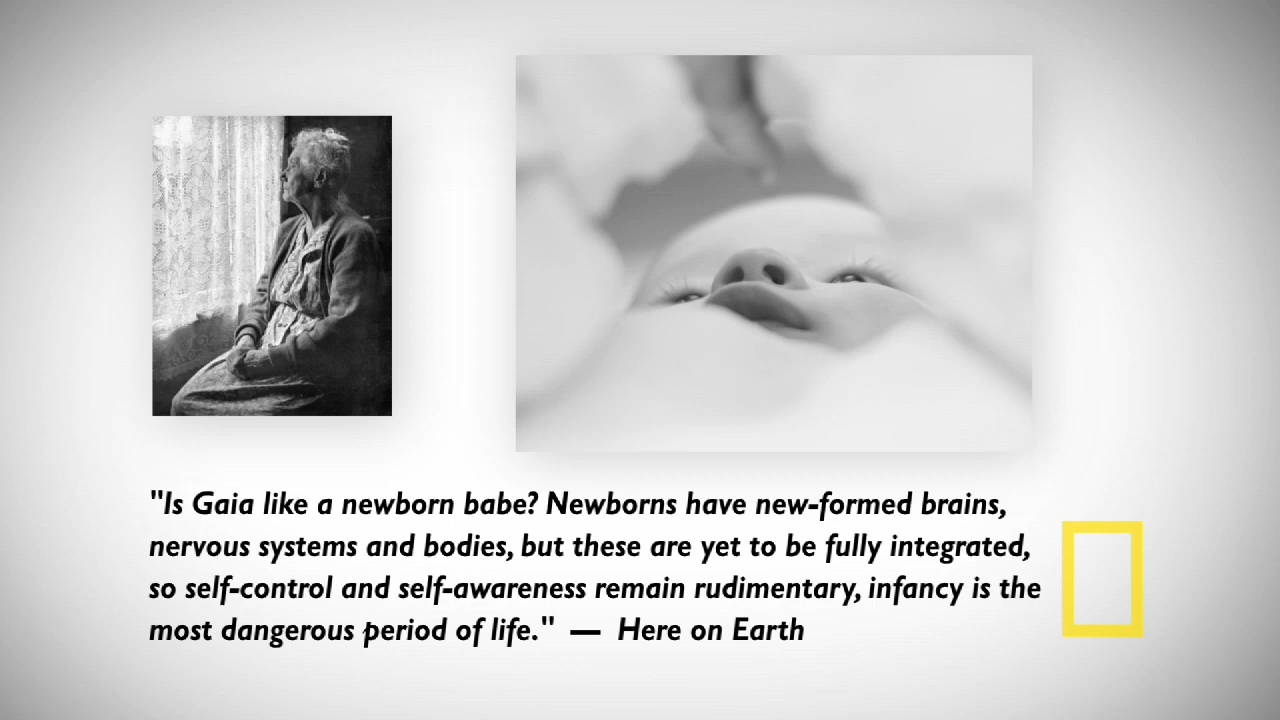 "Is Gaia like a newborn babe? Newborns have new-formed brains,
nervous systems and bodies, but these are yet to be fully integrated,
so self-control and self-awareness remain rudimentary, infancy is the
most dangerous period of life." — Here on Earth